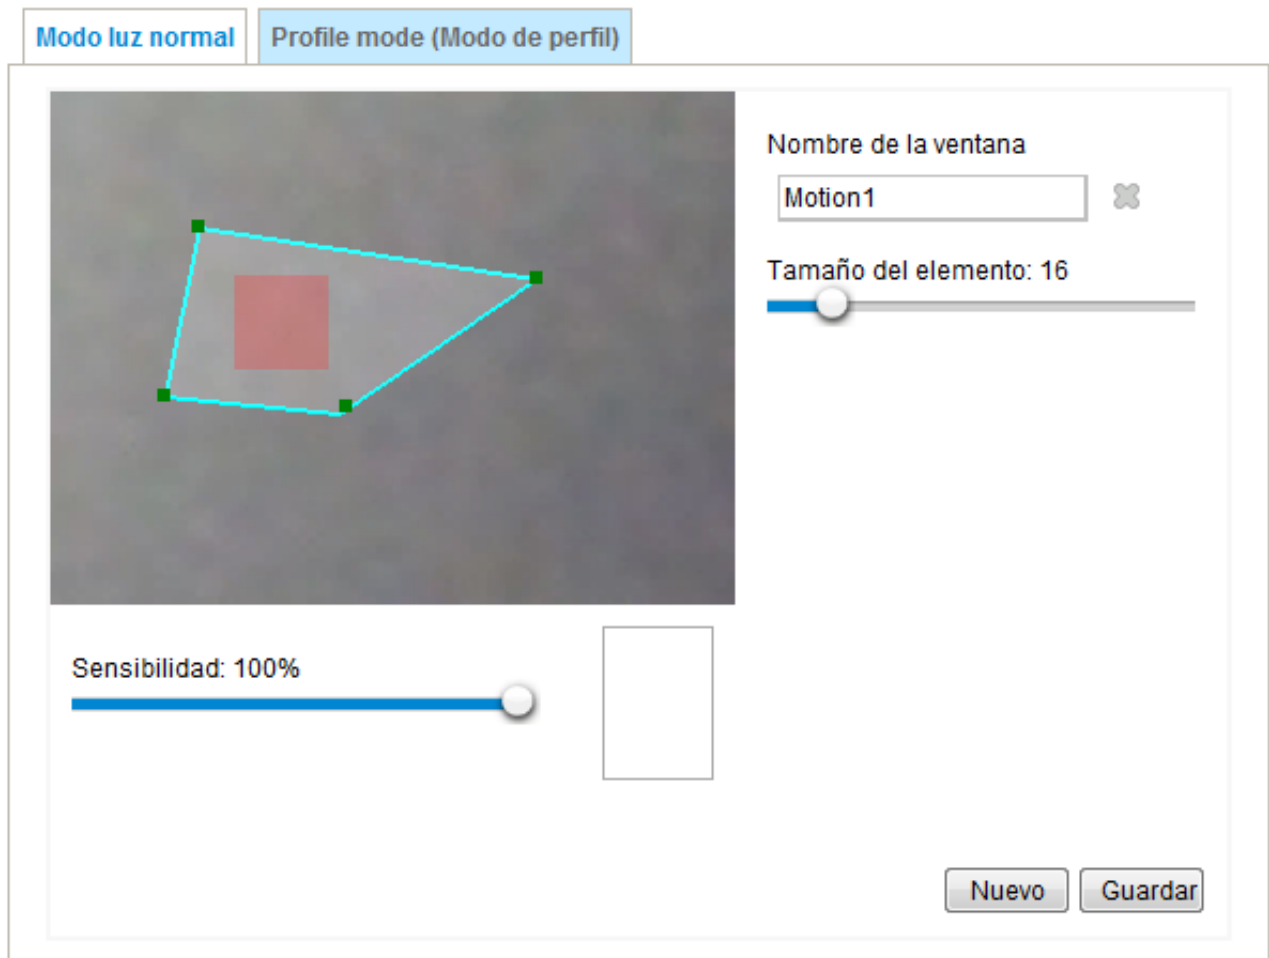 Modo luz normal
Profile mode (Modo de perfil)
Nombre de la ventana
Motion1
Tamaño del elemento: 16
Sensibilidad: 100%
Nuevo
Guardar